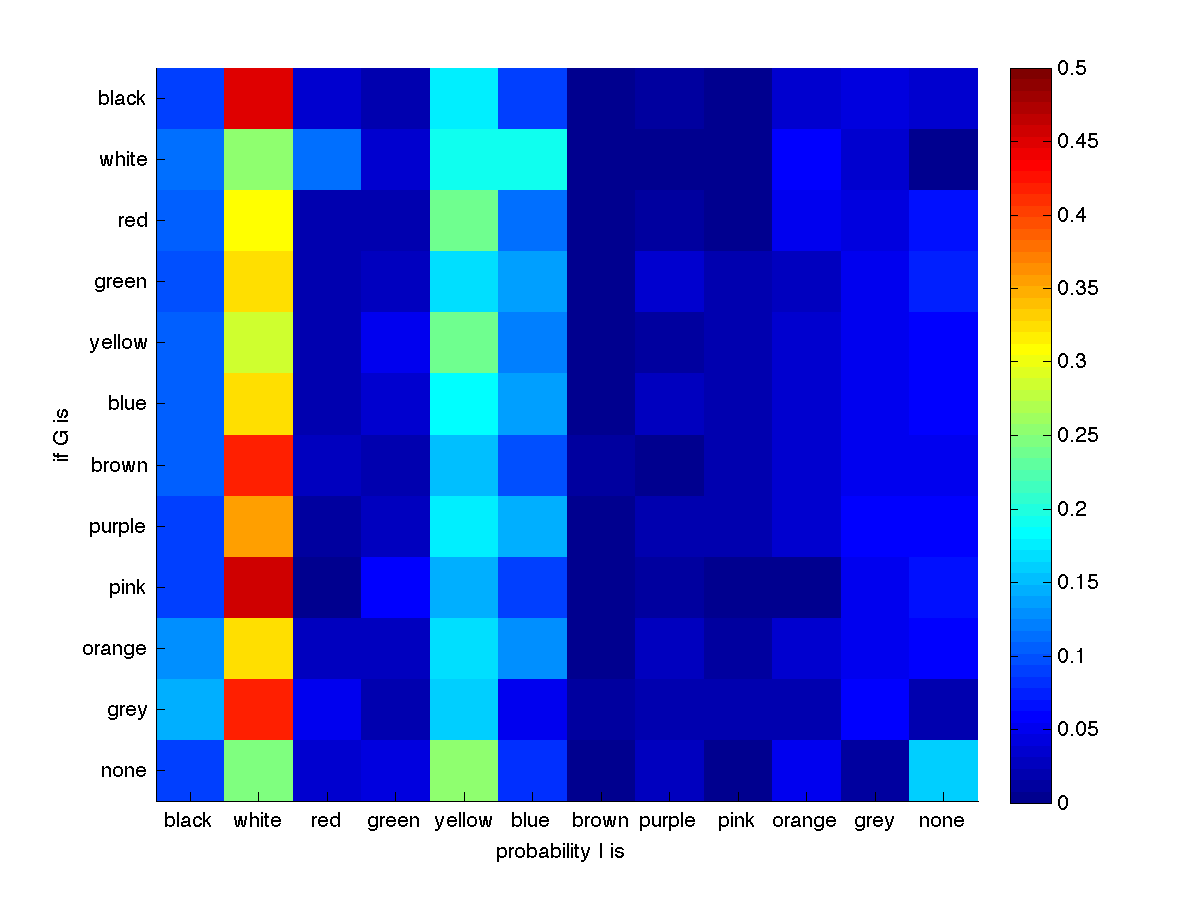 black
white
red
green
yellow
blue
brown
purple
pink
orange
grey
none
if G is
black white red green yellow blue brown purple pink orange grey none
probability I is
0.5
0.45
0.4
0.35
0.3
0.25
0.2
0.15
0.1
0.05
0